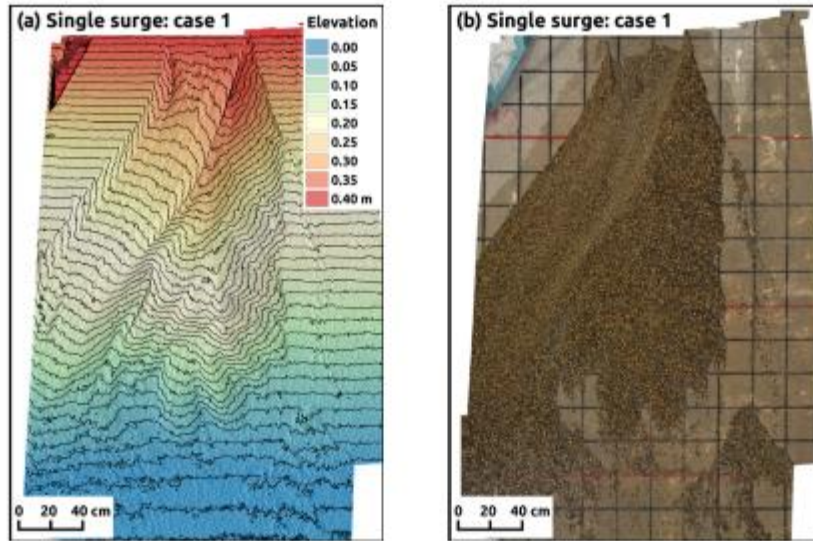 (a) Single surge: case 1
Elevation
0.00
0.05
0.10
0.15
0.20
0.25
0.30
0.35
0.40 m
0 20 40 cm
(b) Single surge: case 1
0 20 40 cm